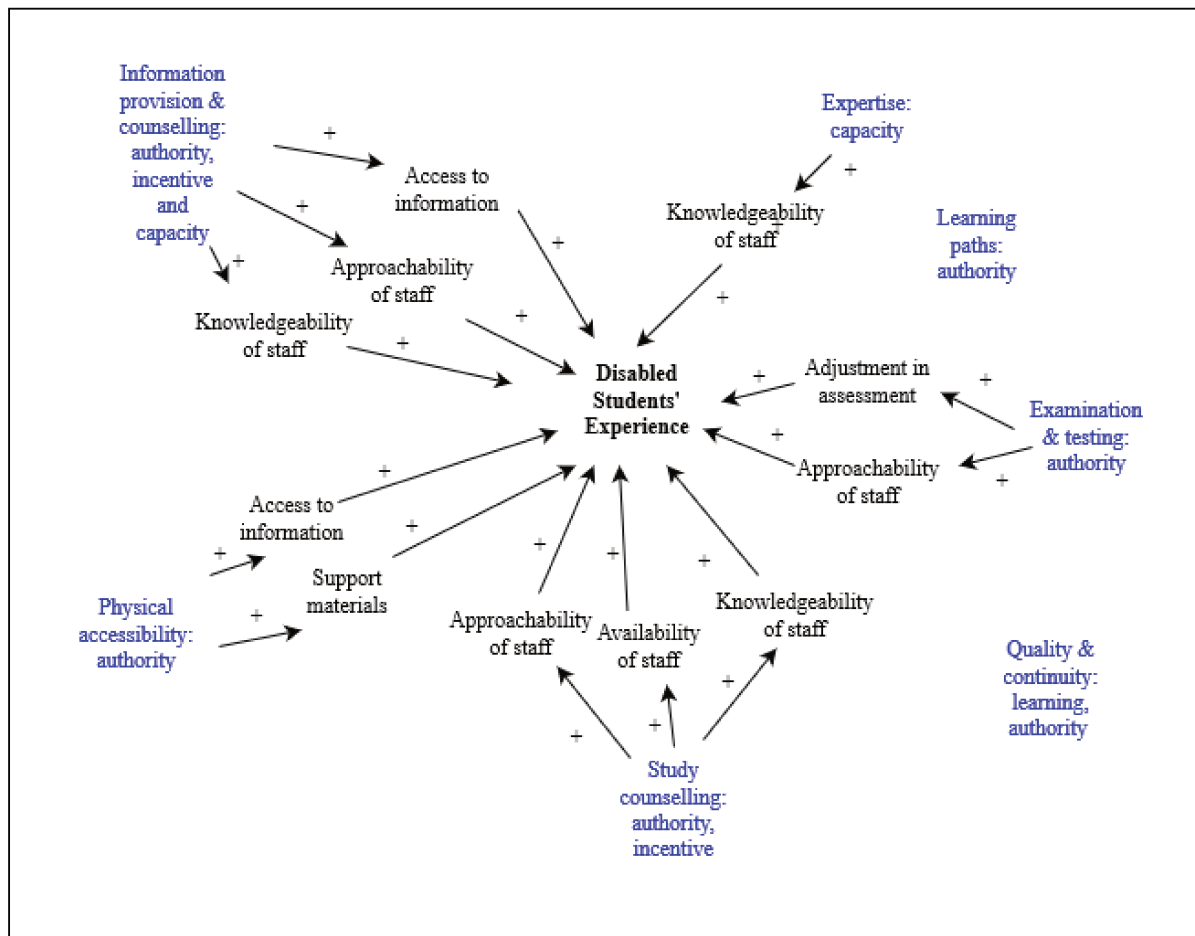 Information
provision &
counselling:
authority,
incentive
and
capacity
+
+
+
Access to
information
+
Approachability
of staff
+
Knowledgeability
of staff
+
Expertise:
capacity
+
Knowledgeability
of staff
+
+
Learning
paths:
authority
Disabled
Students'
Experience
Adjustment in
assessment
+
+
Examination
& testing:
authority
Approachability
of staff
+
+
Access to
information
+
+
Support
materials
+
+
Physical
accessibility:
authority
Approachability
of staff
+
+
Availability
of staff
+
+
Knowledgeability
of staff
+
+
Study
counselling:
authority,
incentive
Quality &
continuity:
learning,
authority